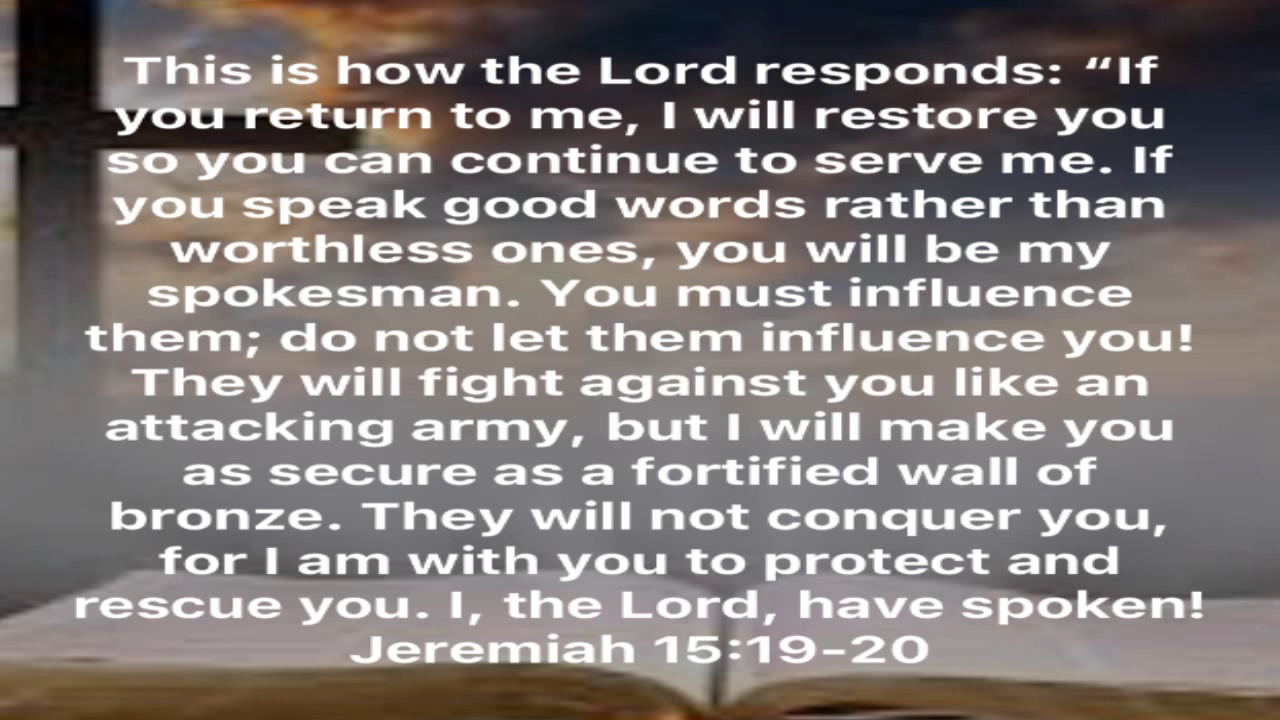 This is how the Lord responds: “If
you return to me, I will restore you
so you can continue to serve me. If
you speak good words rather than
worthless ones, you will be my
spokesman. You must influence
them; do not let them influence you!
They will fight against you like an
attacking army, but I will make you
as secure as a fortified wall of
bronze. They will not conquer you,
for I am with you to protect and
rescue you. I, the Lord, have spoken!
Jeremiah 15:19-20